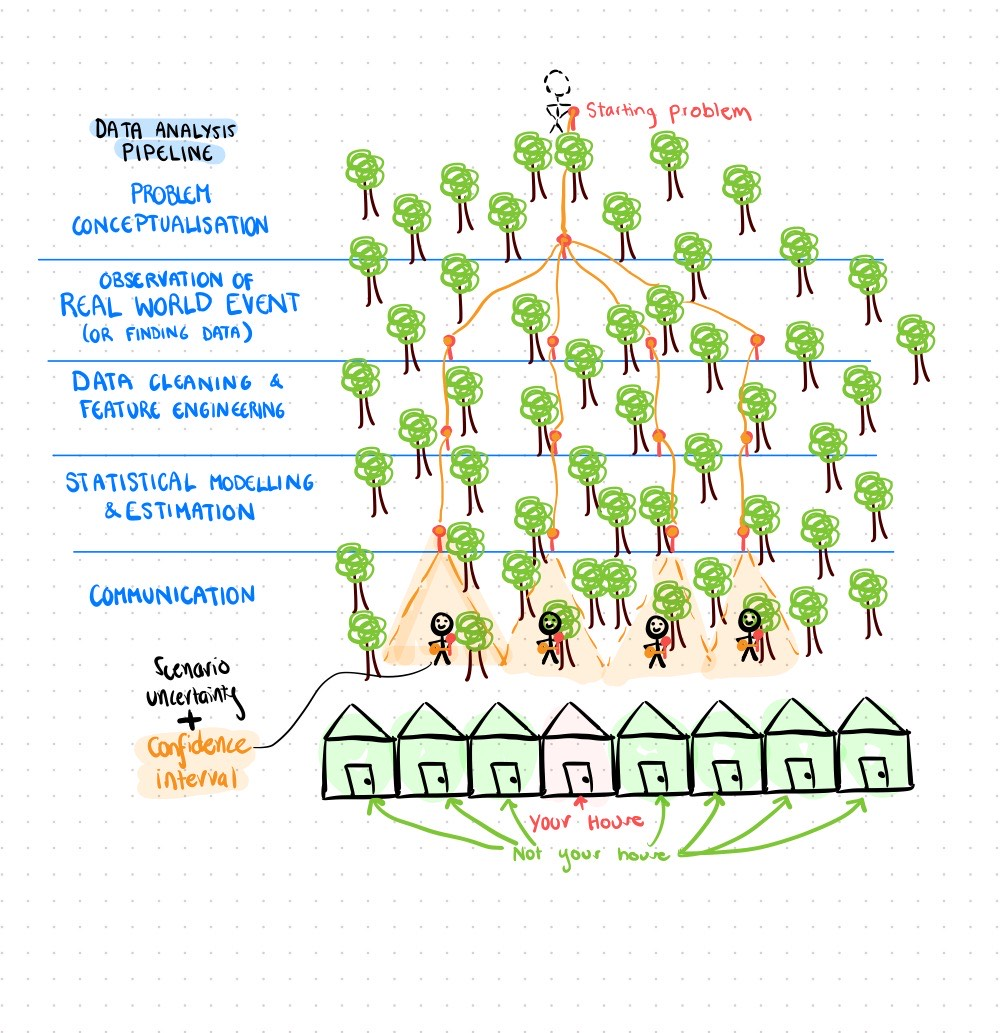 Starting problem
DATA ANALYSIS
PIPELINE
PROBLEM
CONCEPTUALISATION
OBSERVATION OF
REAL WORLD EVENT
(OR FINDING DATA)
DATA CLEANING &
FEATURE ENGINEERING
STATISTICAL MODELLING
& ESTIMATION
COMMUNICATION
Scenario
uncertainty
+
Confidence
interval
Your House
Not your house